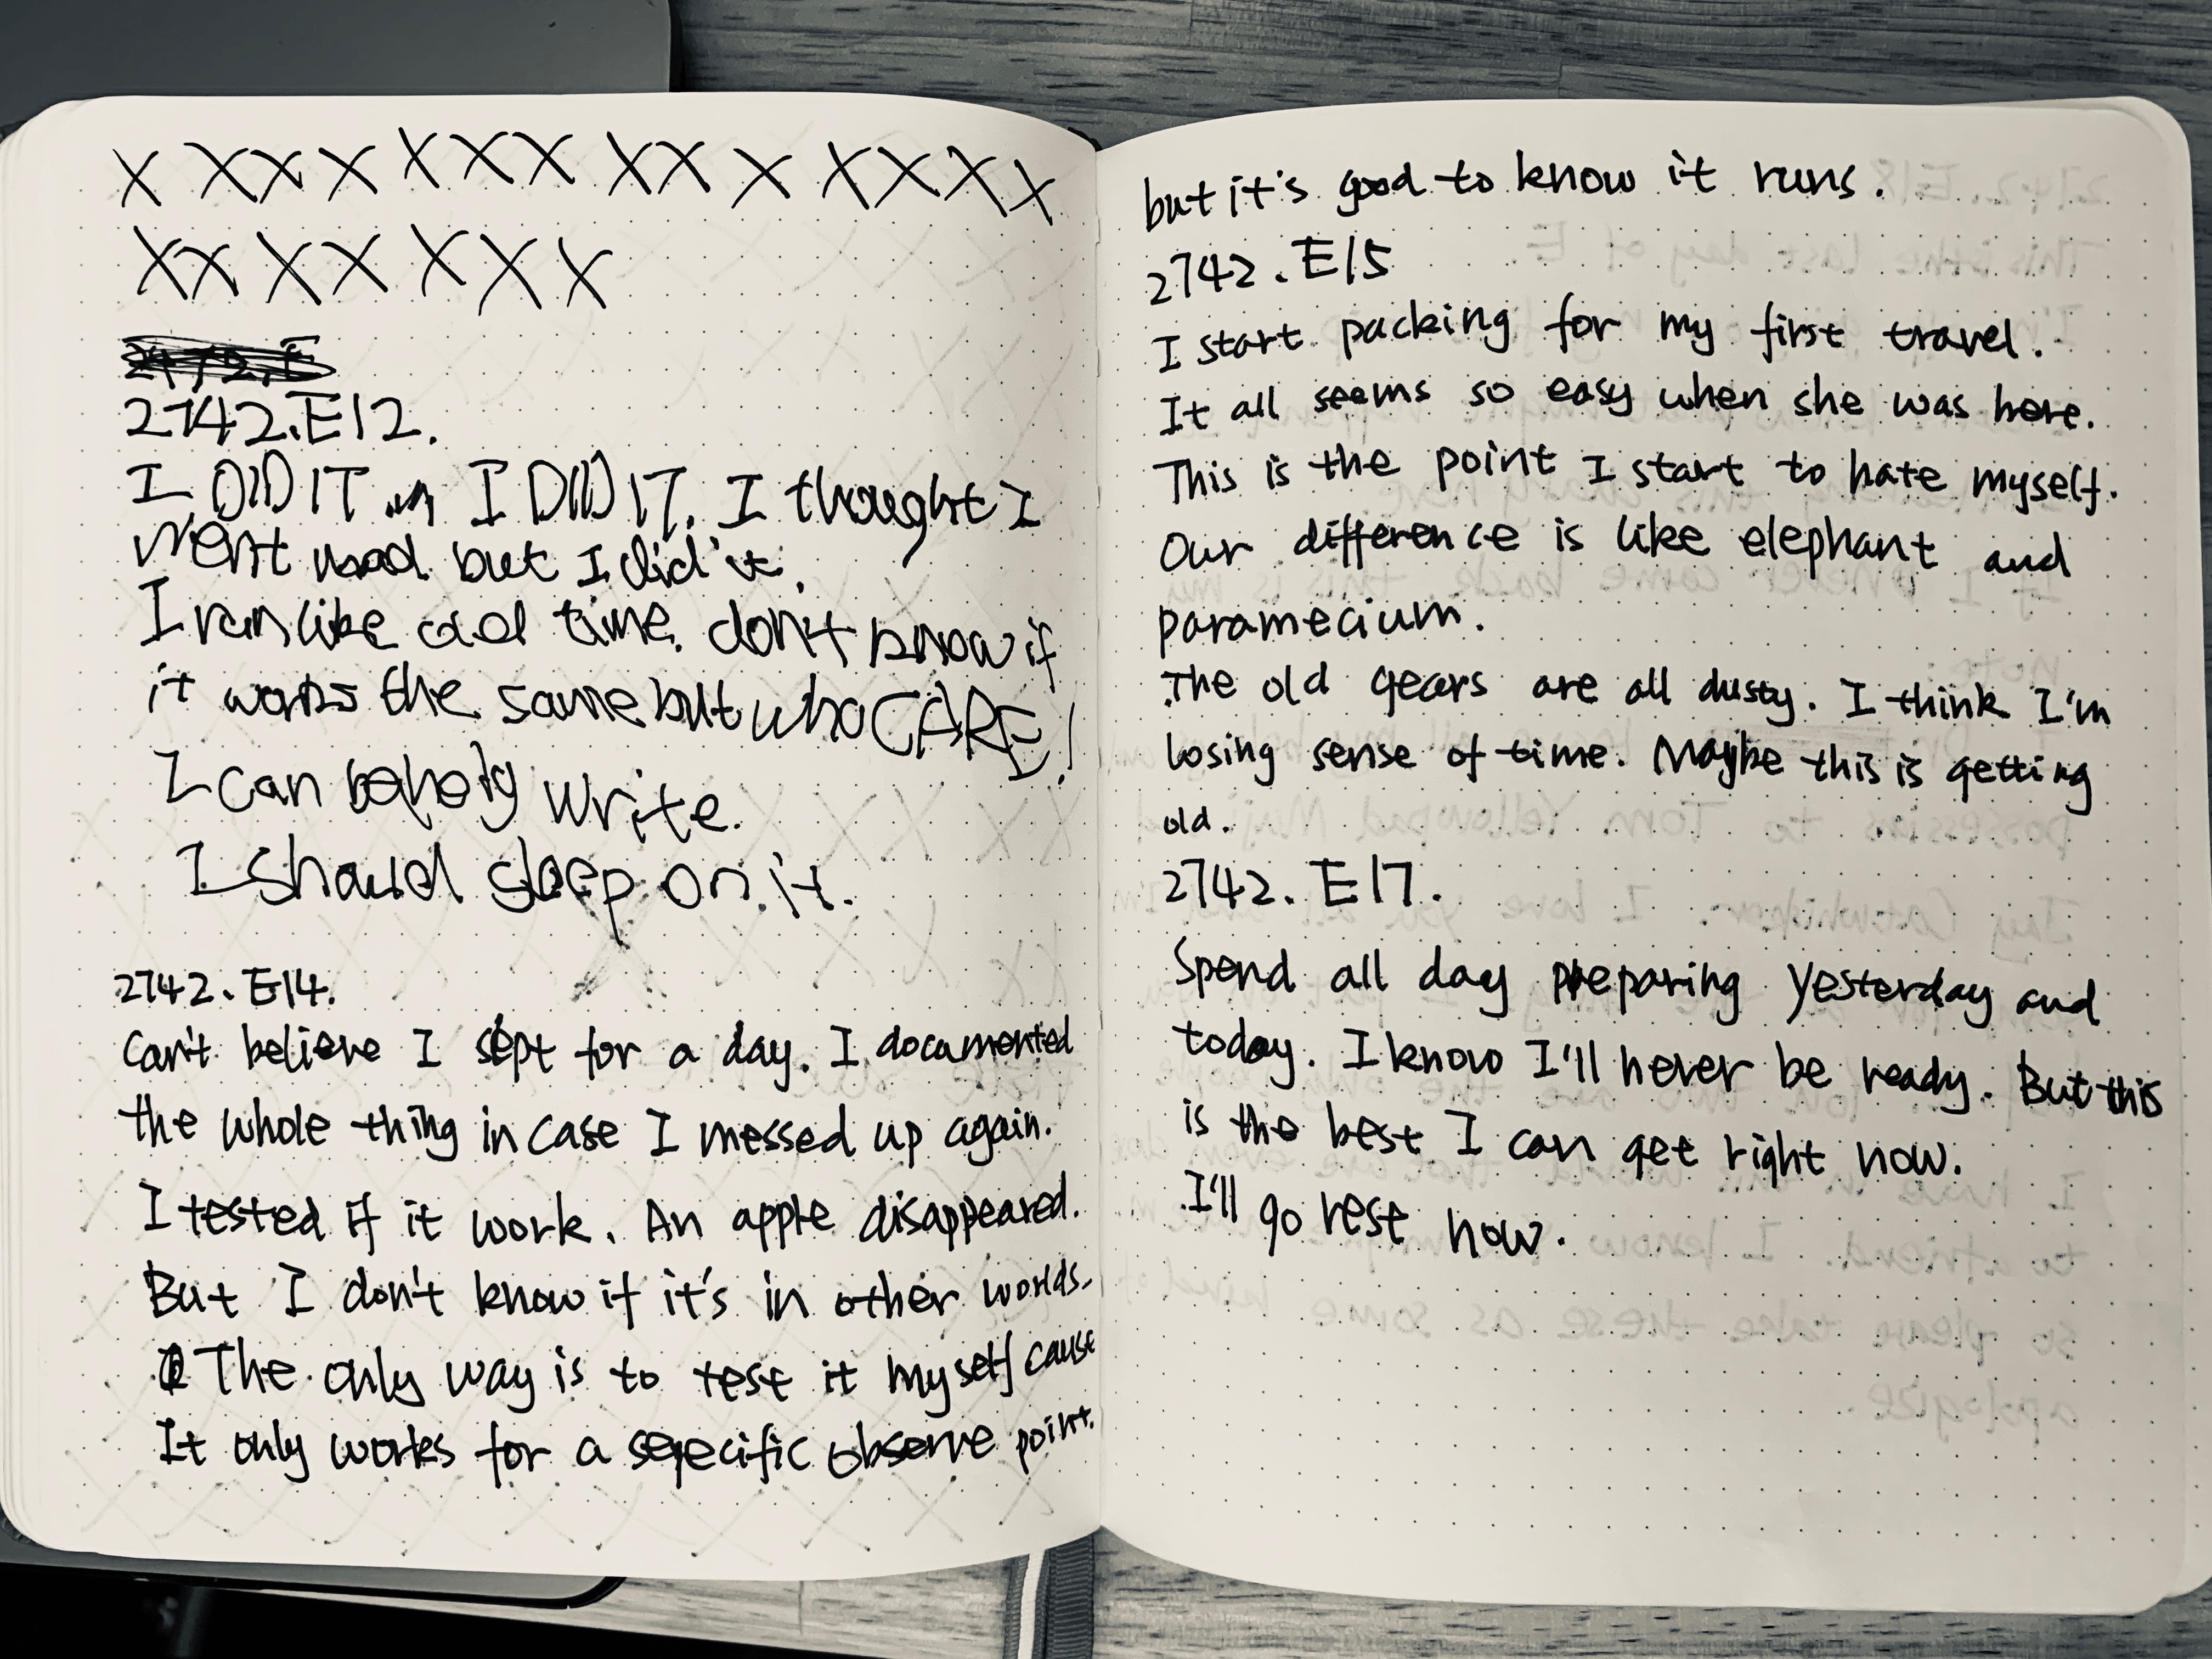 X XXX XXX XX X XXXX
XX XX XXX
2742.E12.
I DID IT I DID IT. I thought I
went mad but I did it.
I ran like old time. don't know if
it works the same but who CARE!
I can write.
I should sleep on it.
2742. E14.
Can't believe I slept for a day. I documented
the whole thing in case I messed up again.
I tested if it work. An apple disappeared.
But I don't know if it's in other worlds.
The only way is to test it myself cause
It only works for a specific observe point.
but it's good to know it runs.
2742. E15
I start packing for my first travel.
It all seems so easy when she was here.
This is the point I start to hate myself.
Our difference is like elephant and
paramecium.
The old gears are all dusty. I think I'm
losing sense of time. Maybe this is getting
old.
2742. E17.
Spend all day preparing yesterday and
today. I know I'll never be ready. But this
is the best I can get right now.
I'll go rest now.